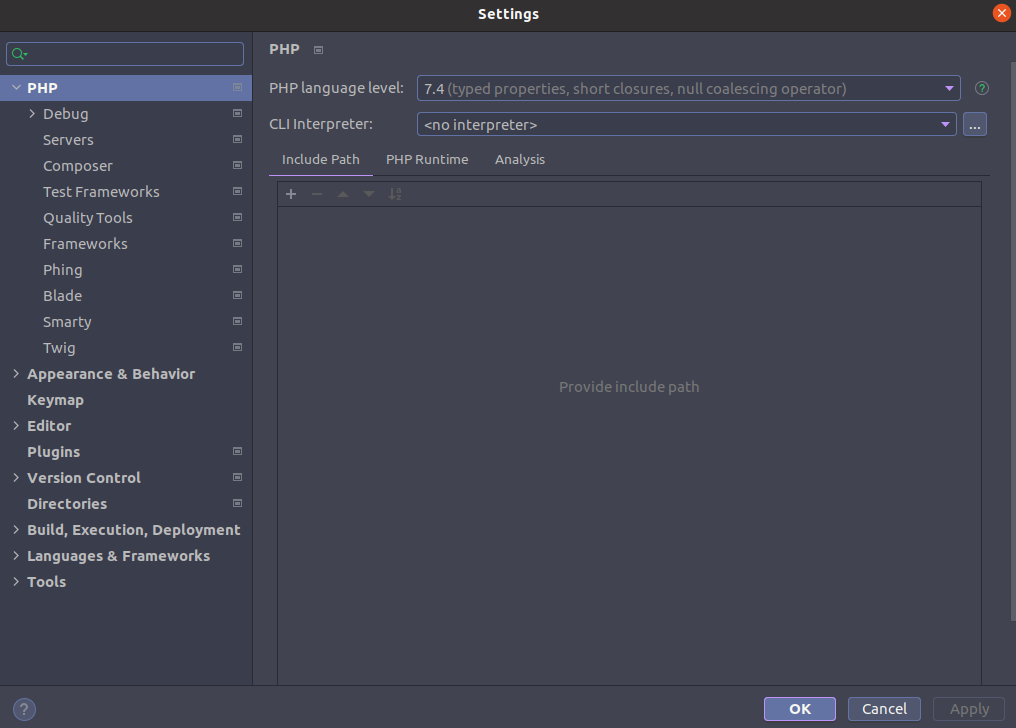 Settings
PHP
Debug
Servers
Composer
Test Frameworks
Quality Tools
Frameworks
Phing
Blade
Smarty
Twig
Appearance & Behavior
Keymap
Editor
Plugins
Version Control
Directories
Build, Execution, Deployment
Languages & Frameworks
Tools
PHP
PHP language level: 7.4 (typed properties, short closures, null coalescing operator) ?
CLI Interpreter: <no interpreter> ...
Include Path PHP Runtime Analysis
Provide include path
? OK Cancel Apply